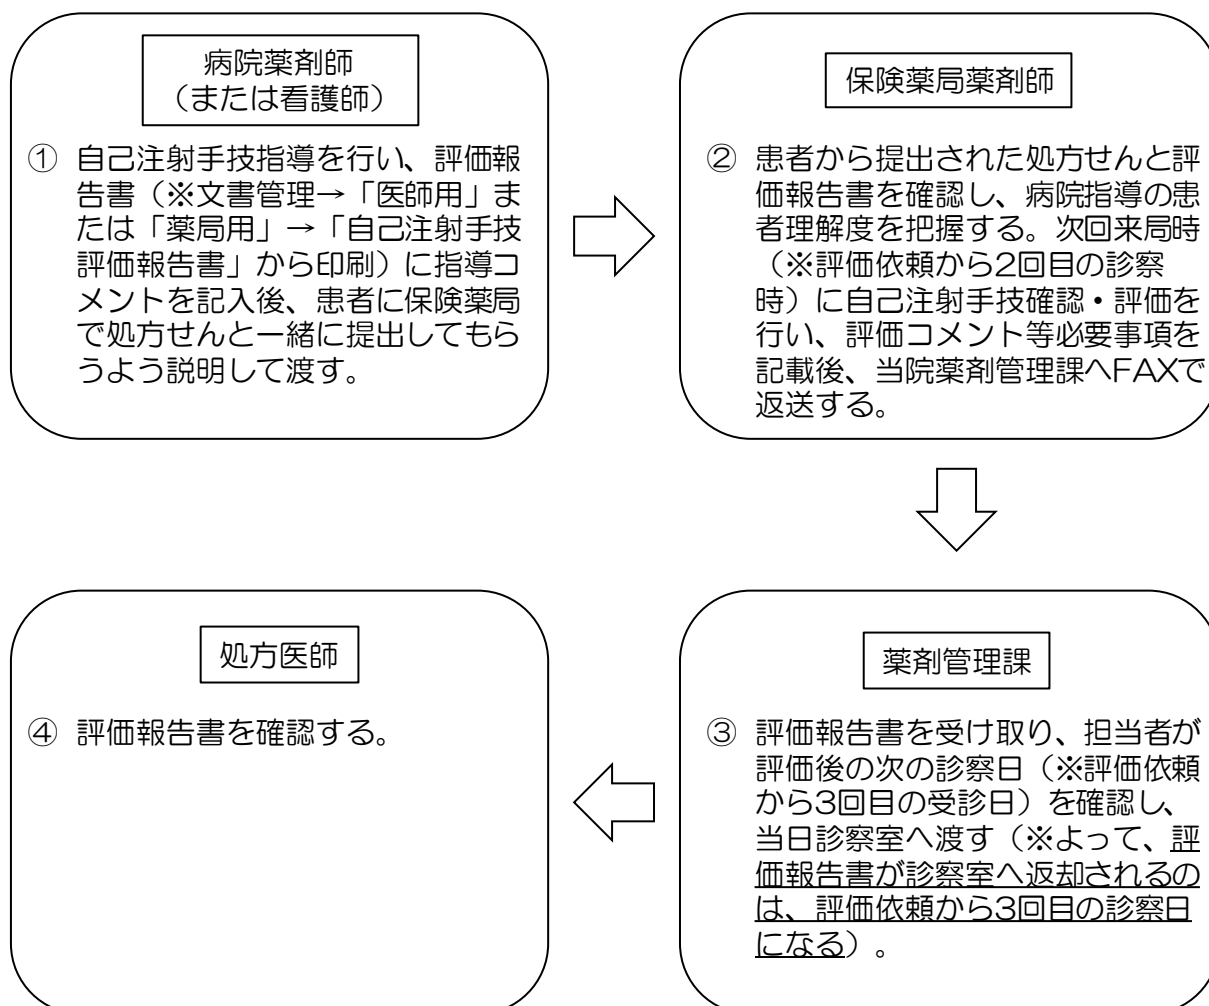 病院薬剤師
（または看護師）
① 自己注射手技指導を行い、評価報
告書（※文書管理→「医師用」ま
たは「薬局用」→「自己注射手技
評価報告書」から印刷）に指導コ
メントを記入後、患者に保険薬局
で処方せんと一緒に提出してもら
うよう説明して渡す。
保険薬局薬剤師
② 患者から提出された処方せんと評
価報告書を確認し、病院指導の患
者理解度を把握する。次回来局時
（※評価依頼から2回目の診察
時）に自己注射手技確認・評価を
行い、評価コメント等必要事項を
記載後、当院薬剤管理課へFAXで
返送する。
薬剤管理課
③ 評価報告書を受け取り、担当者が
評価後の次の診察日（※評価依頼
から3回目の受診日）を確認し、
当日診察室へ渡す（※よって、評
価報告書が診察室へ返却されるの
は、評価依頼から3回目の診察日
になる）。
処方医師
④ 評価報告書を確認する。